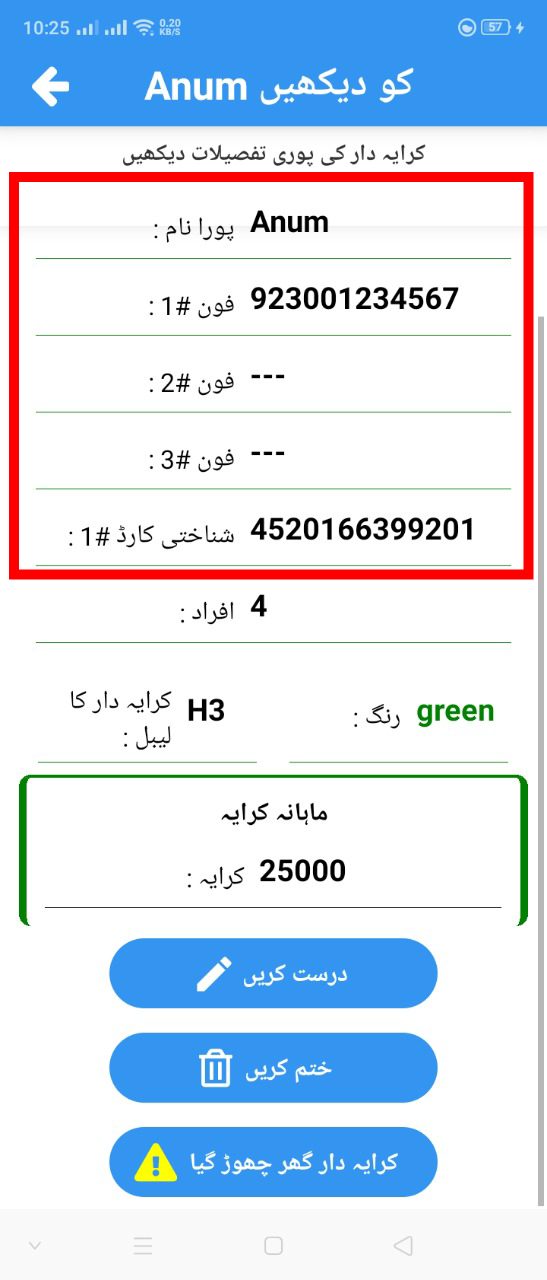 10:25 0.20 KB/S 57
Anum کو دیکھیں
کرایہ دار کی پوری تفصیلات دیکھیں
پورا نام : Anum
فون #1 : 923001234567
فون #2 : ---
فون #3 : ---
شناختی کارڈ #1 : 4520166399201
افراد : 4
کرایہ دار کا H3 رنگ : green
لیبل :
ماہانہ کرایہ
کرایہ : 25000
درست کریں
ختم کریں
کرایہ دار گھر چھوڑ گیا